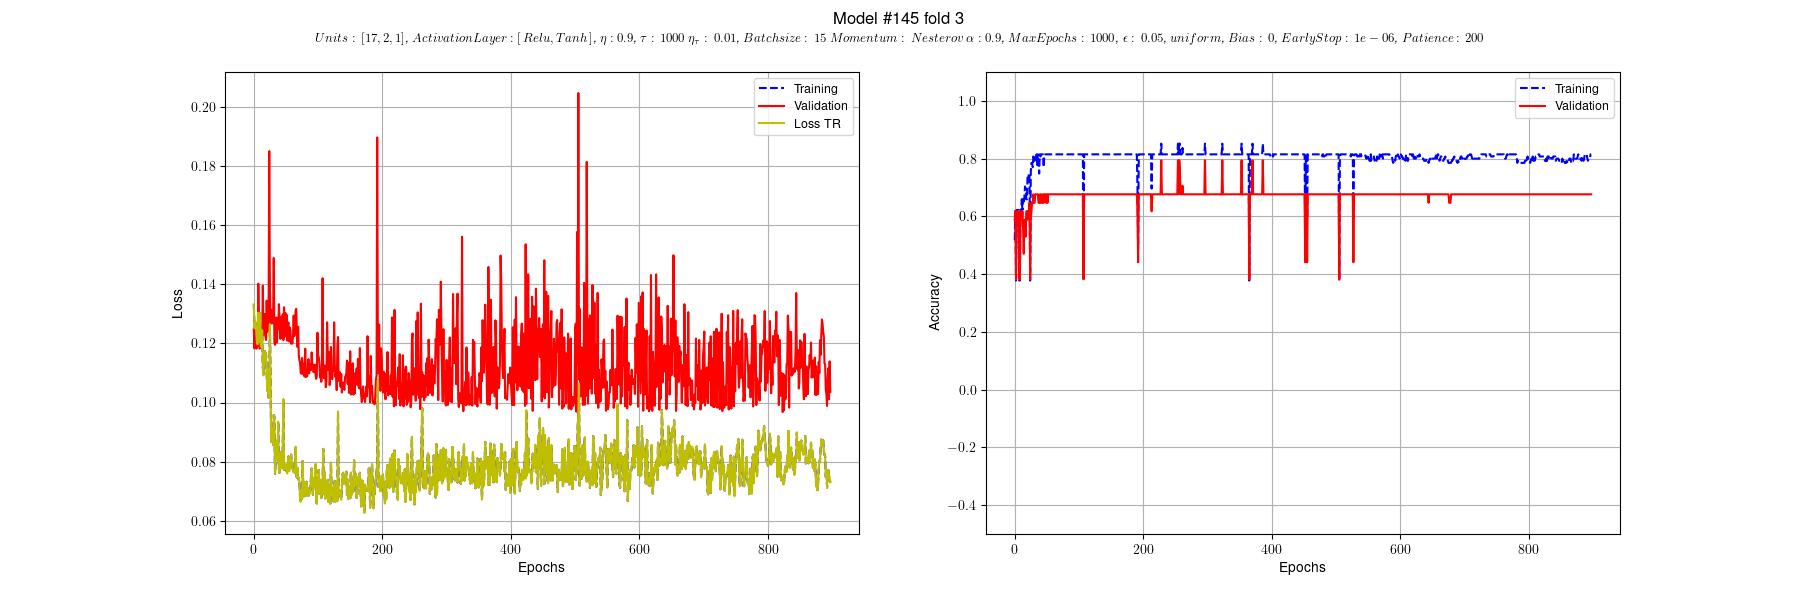 Model #145 fold 3
Units : [17, 2, 1], ActivationLayer : [ Relu, Tanh], η : 0.9, τ : 1000 η_τ : 0.01, Batchsize : 15 Momentum : Nesterov α : 0.9, MaxEpochs : 1000, ϵ : 0.05, uniform, Bias : 0, EarlyStop : 1e − 06, Patience : 200
Training
Validation
Loss TR
0.20
0.18
0.16
0.14
0.12
0.10
0.08
0.06
Loss
0
200
400
600
800
Epochs
Training
Validation
1.0
0.8
0.6
0.4
0.2
0.0
−0.2
−0.4
Accuracy
0
200
400
600
800
Epochs